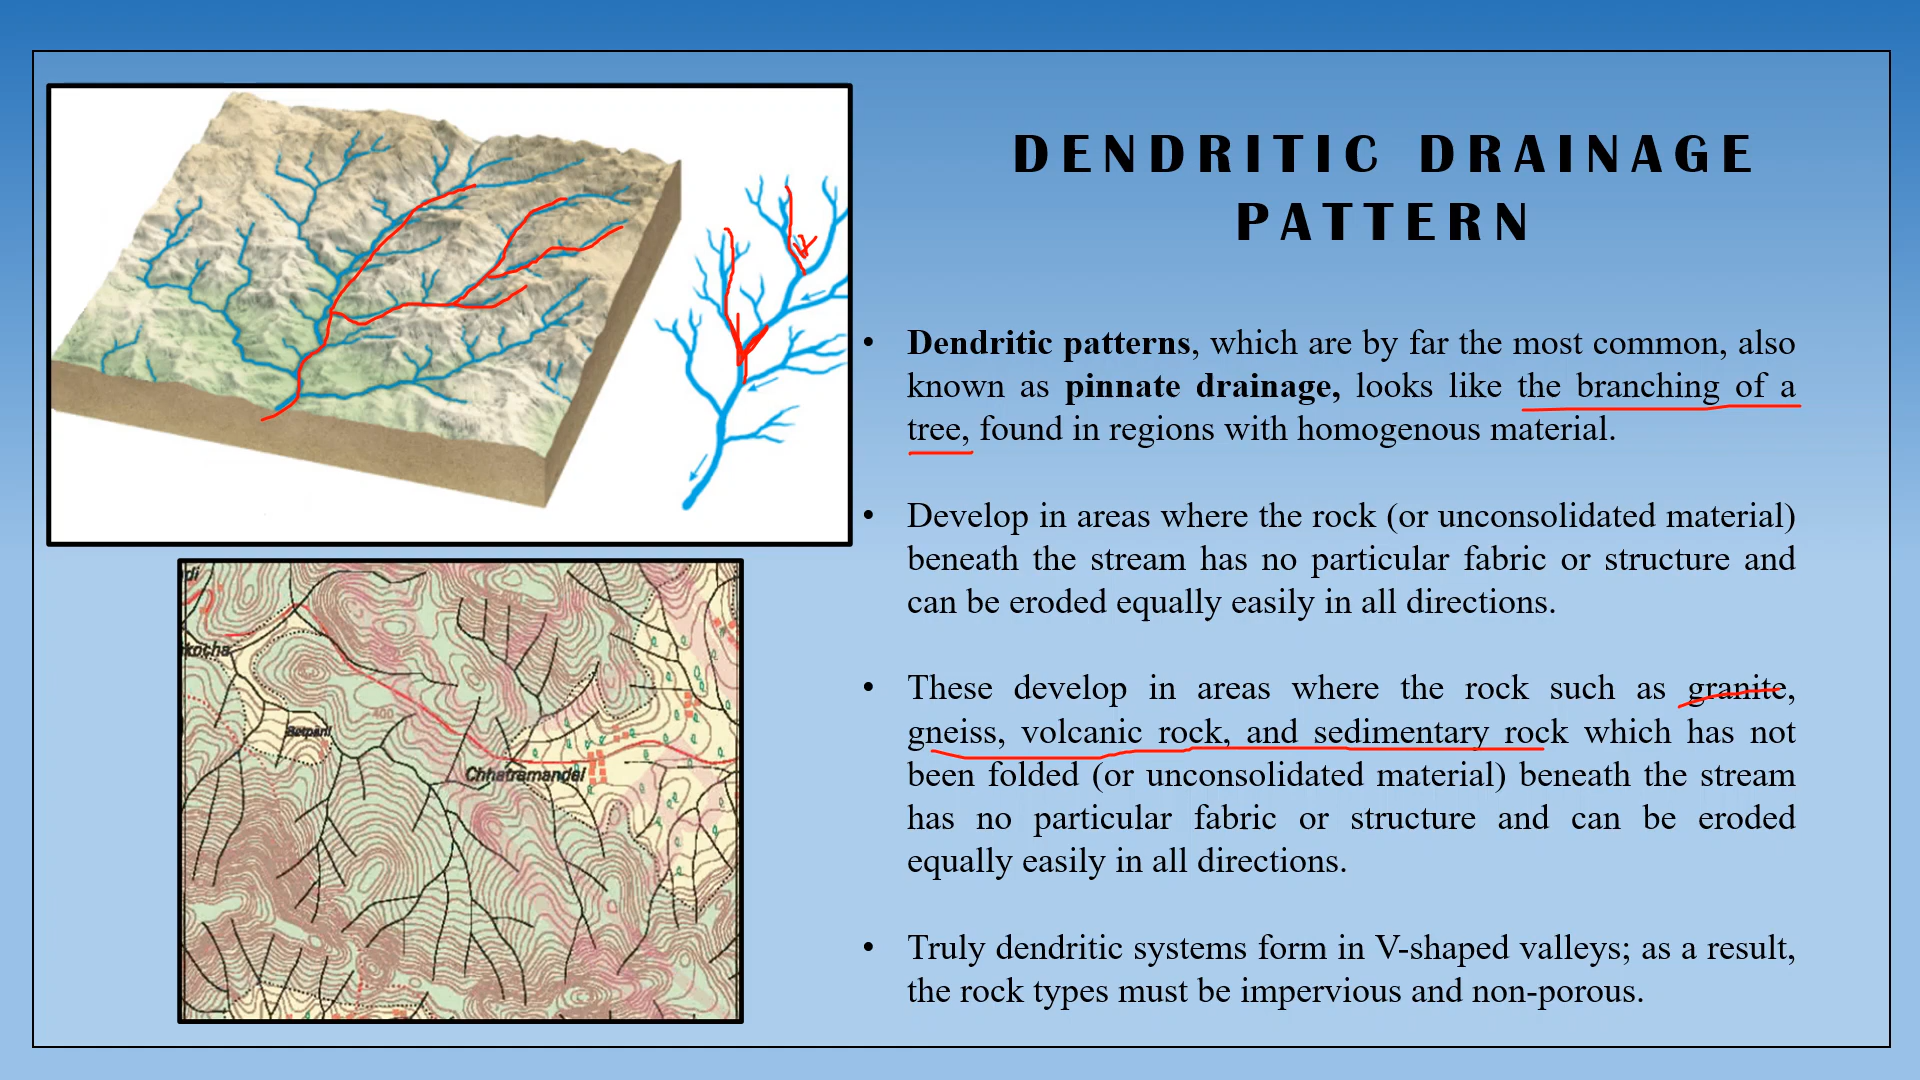 DENDRITIC DRAINAGE
PATTERN
• Dendritic patterns, which are by far the most common, also
known as pinnate drainage, looks like the branching of a
tree, found in regions with homogenous material.
• Develop in areas where the rock (or unconsolidated material)
beneath the stream has no particular fabric or structure and
can be eroded equally easily in all directions.
• These develop in areas where the rock such as granite,
gneiss, volcanic rock, and sedimentary rock which has not
been folded (or unconsolidated material) beneath the stream
has no particular fabric or structure and can be eroded
equally easily in all directions.
• Truly dendritic systems form in V-shaped valleys; as a result,
the rock types must be impervious and non-porous.
di
kocha
400
Chhatramandal